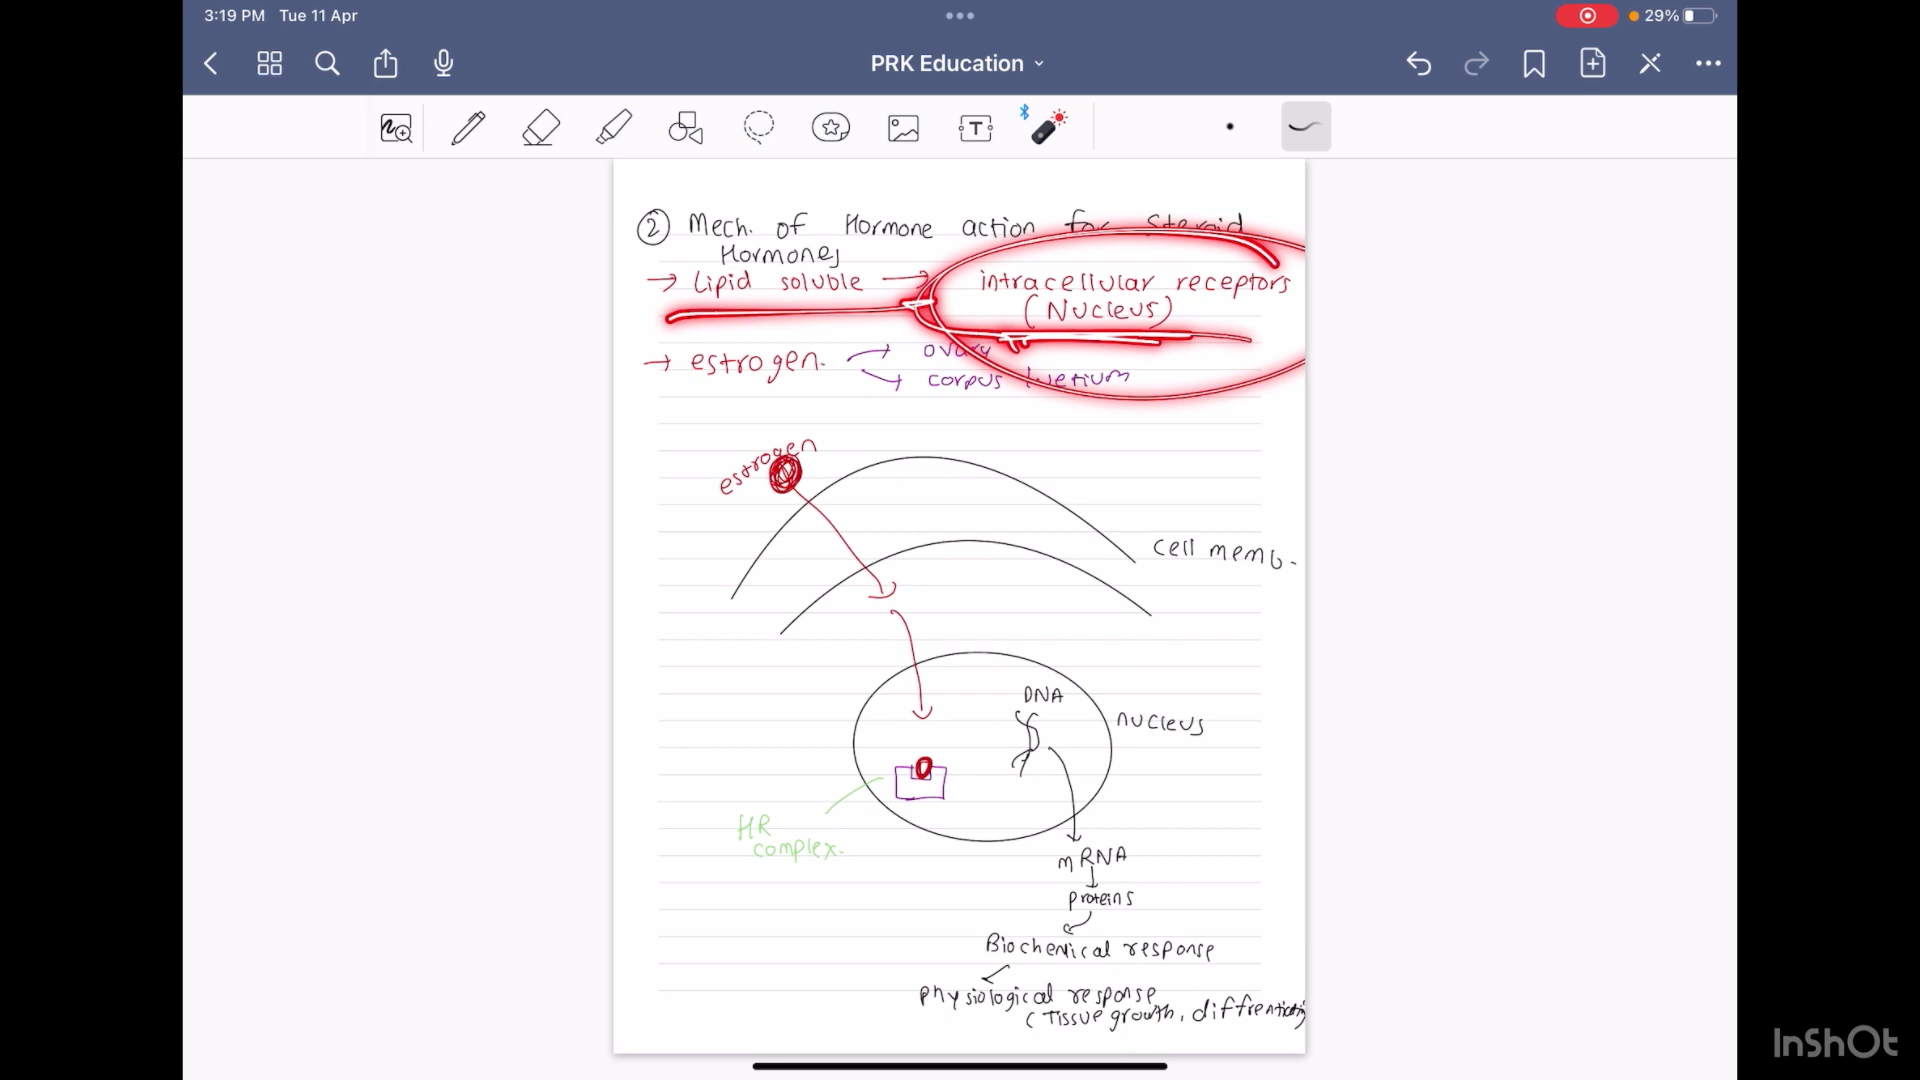 3:19 PM Tue 11 Apr
29%
PRK Education
T
② Mech. of Hormone action for Steroid
Hormones
→ Lipid soluble → intracellular receptors
(Nucleus)
→ estrogen. ovary
corpus luetium
estrogen
cell memb.
DNA
nucleus
HR
complex.
mRNA
proteins
Biochemical response
physiological response
(Tissue growth,
InShOt